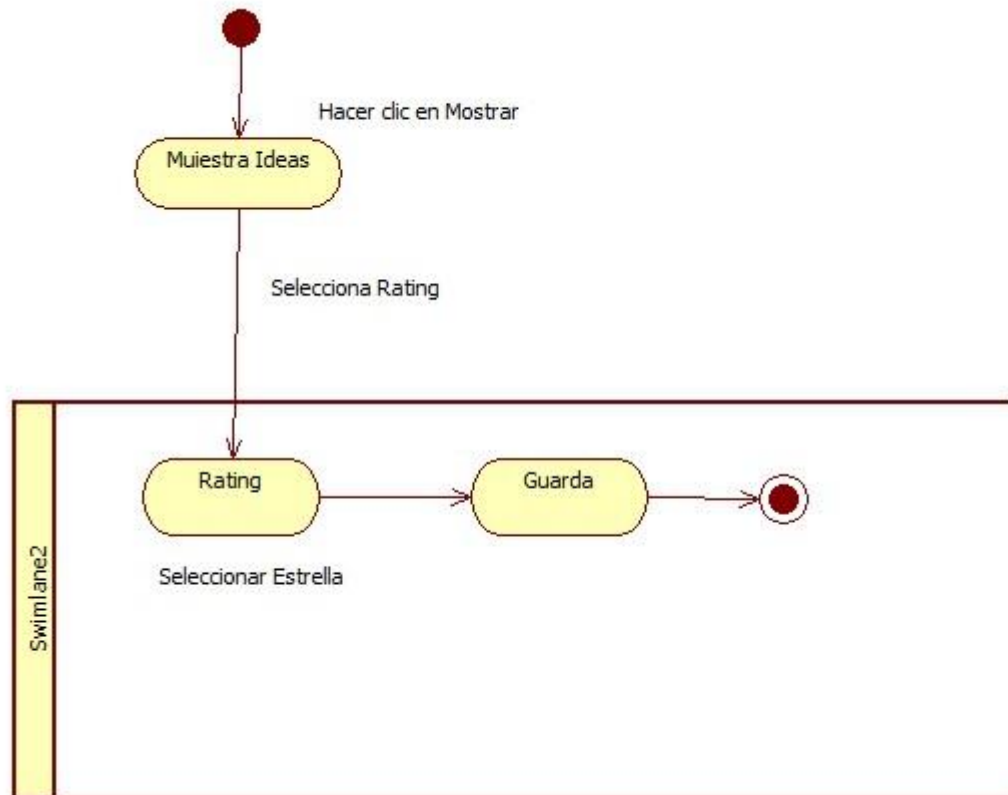 Hacer clic en Mostrar
Muiestra Ideas
Selecciona Rating
Rating
Guarda
Seleccionar Estrella
Swimlane2